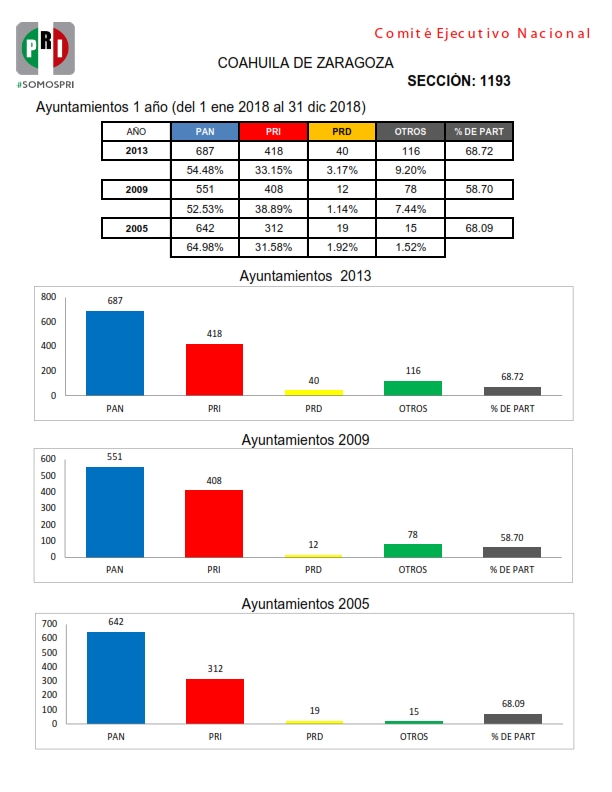 Comité Ejecutivo Nacional
PRI
#SOMOSPRI
COAHUILA DE ZARAGOZA
SECCIÓN: 1193
Ayuntamientos 1 año (del 1 ene 2018 al 31 dic 2018)
AÑO PAN PRI PRD OTROS % DE PART
2013 687 418 40 116 68.72
54.48% 33.15% 3.17% 9.20%
2009 551 408 12 78 58.70
52.53% 38.89% 1.14% 7.44%
2005 642 312 19 15 68.09
64.98% 31.58% 1.92% 1.52%
Ayuntamientos 2013
800
687
600
418
400
200
40
116
68.72
0
PAN PRI PRD OTROS % DE PART
Ayuntamientos 2009
600
551
500
408
400
300
200
100
12
78
58.70
0
PAN PRI PRD OTROS % DE PART
Ayuntamientos 2005
700
642
600
500
400
312
300
200
100
19
15
68.09
0
PAN PRI PRD OTROS % DE PART